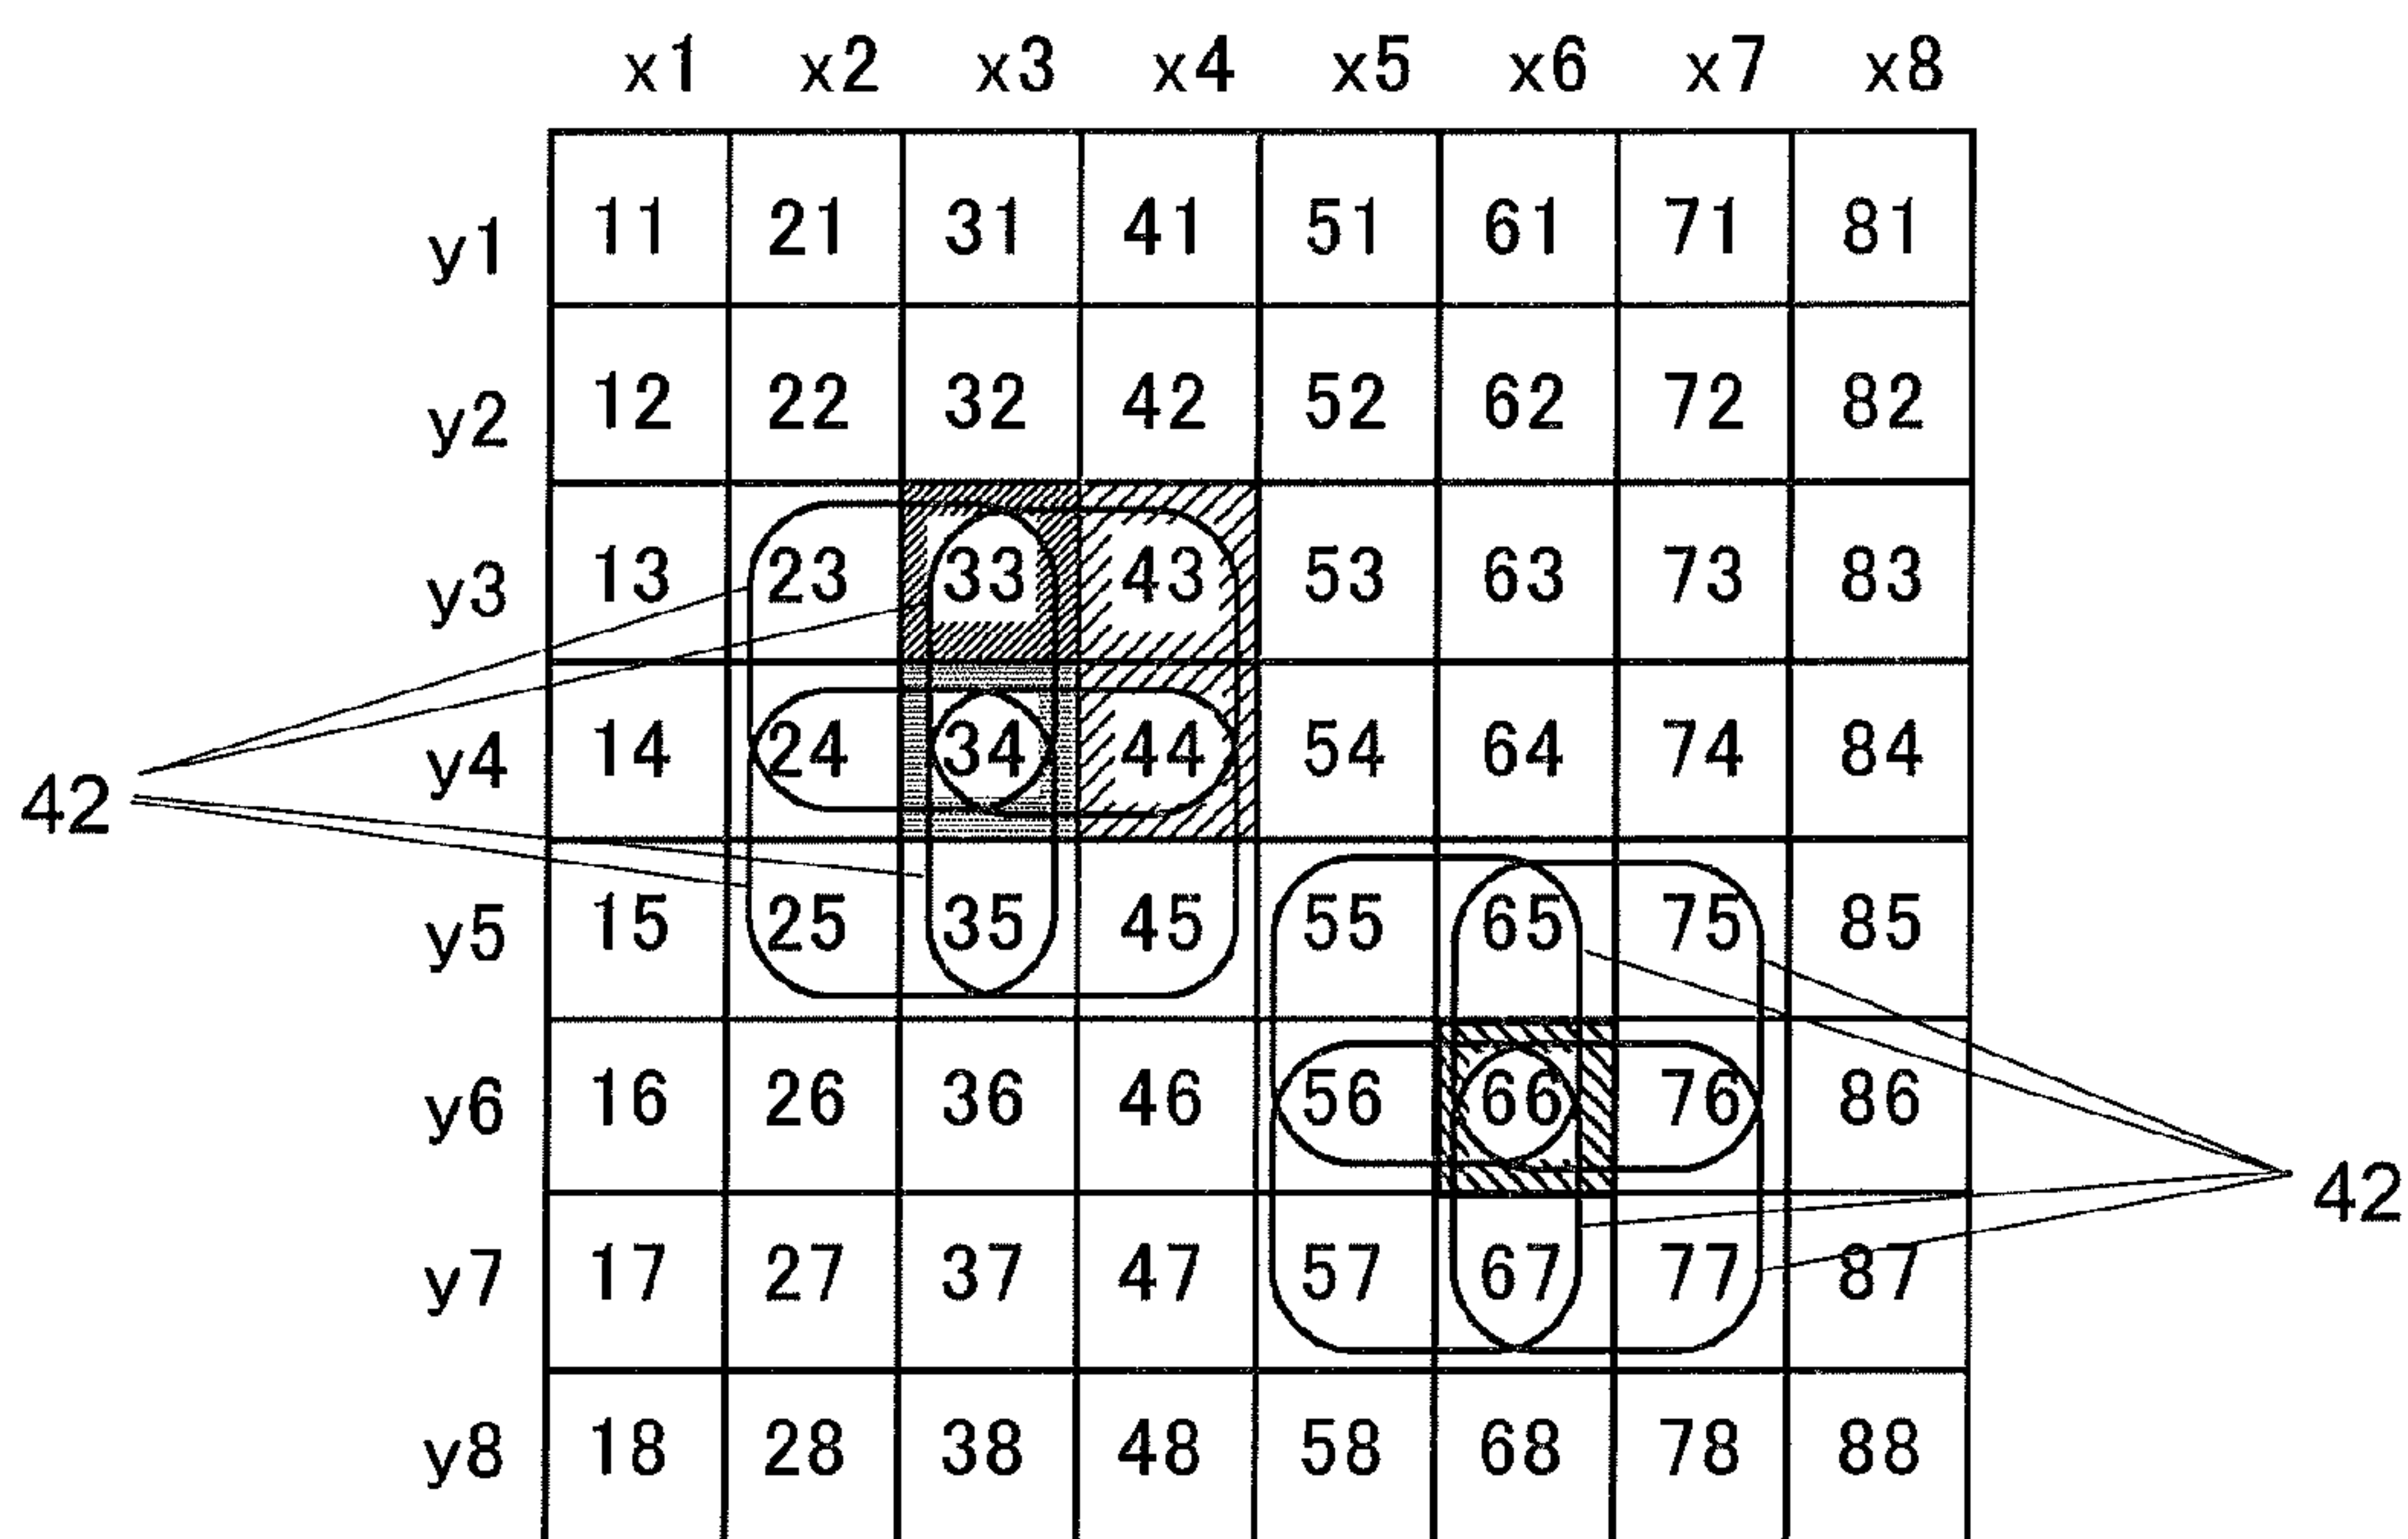 x1 x2 x3 x4 x5 x6 x7 x8
y1 11 21 31 41 51 61 71 81
y2 12 22 32 42 52 62 72 82
y3 13 23 33 43 53 63 73 83
y4 14 24 34 44 54 64 74 84
42
y5 15 25 35 45 55 65 75 85
y6 16 26 36 46 56 66 76 86
42
y7 17 27 37 47 57 67 77 87
y8 18 28 38 48 58 68 78 88